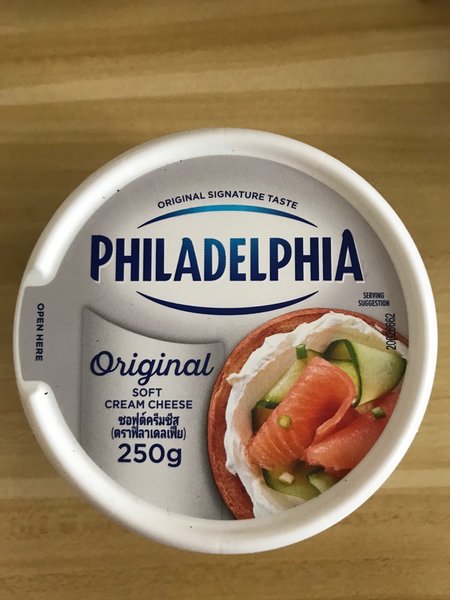 ORIGINAL SIGNATURE TASTE
PHILADELPHIA
SERVING
SUGGESTION
OPEN HERE
Original
SOFT
CREAM CHEESE
ซอฟต์ครีมชีส
(ตราฟิลาเดลเฟีย)
250g